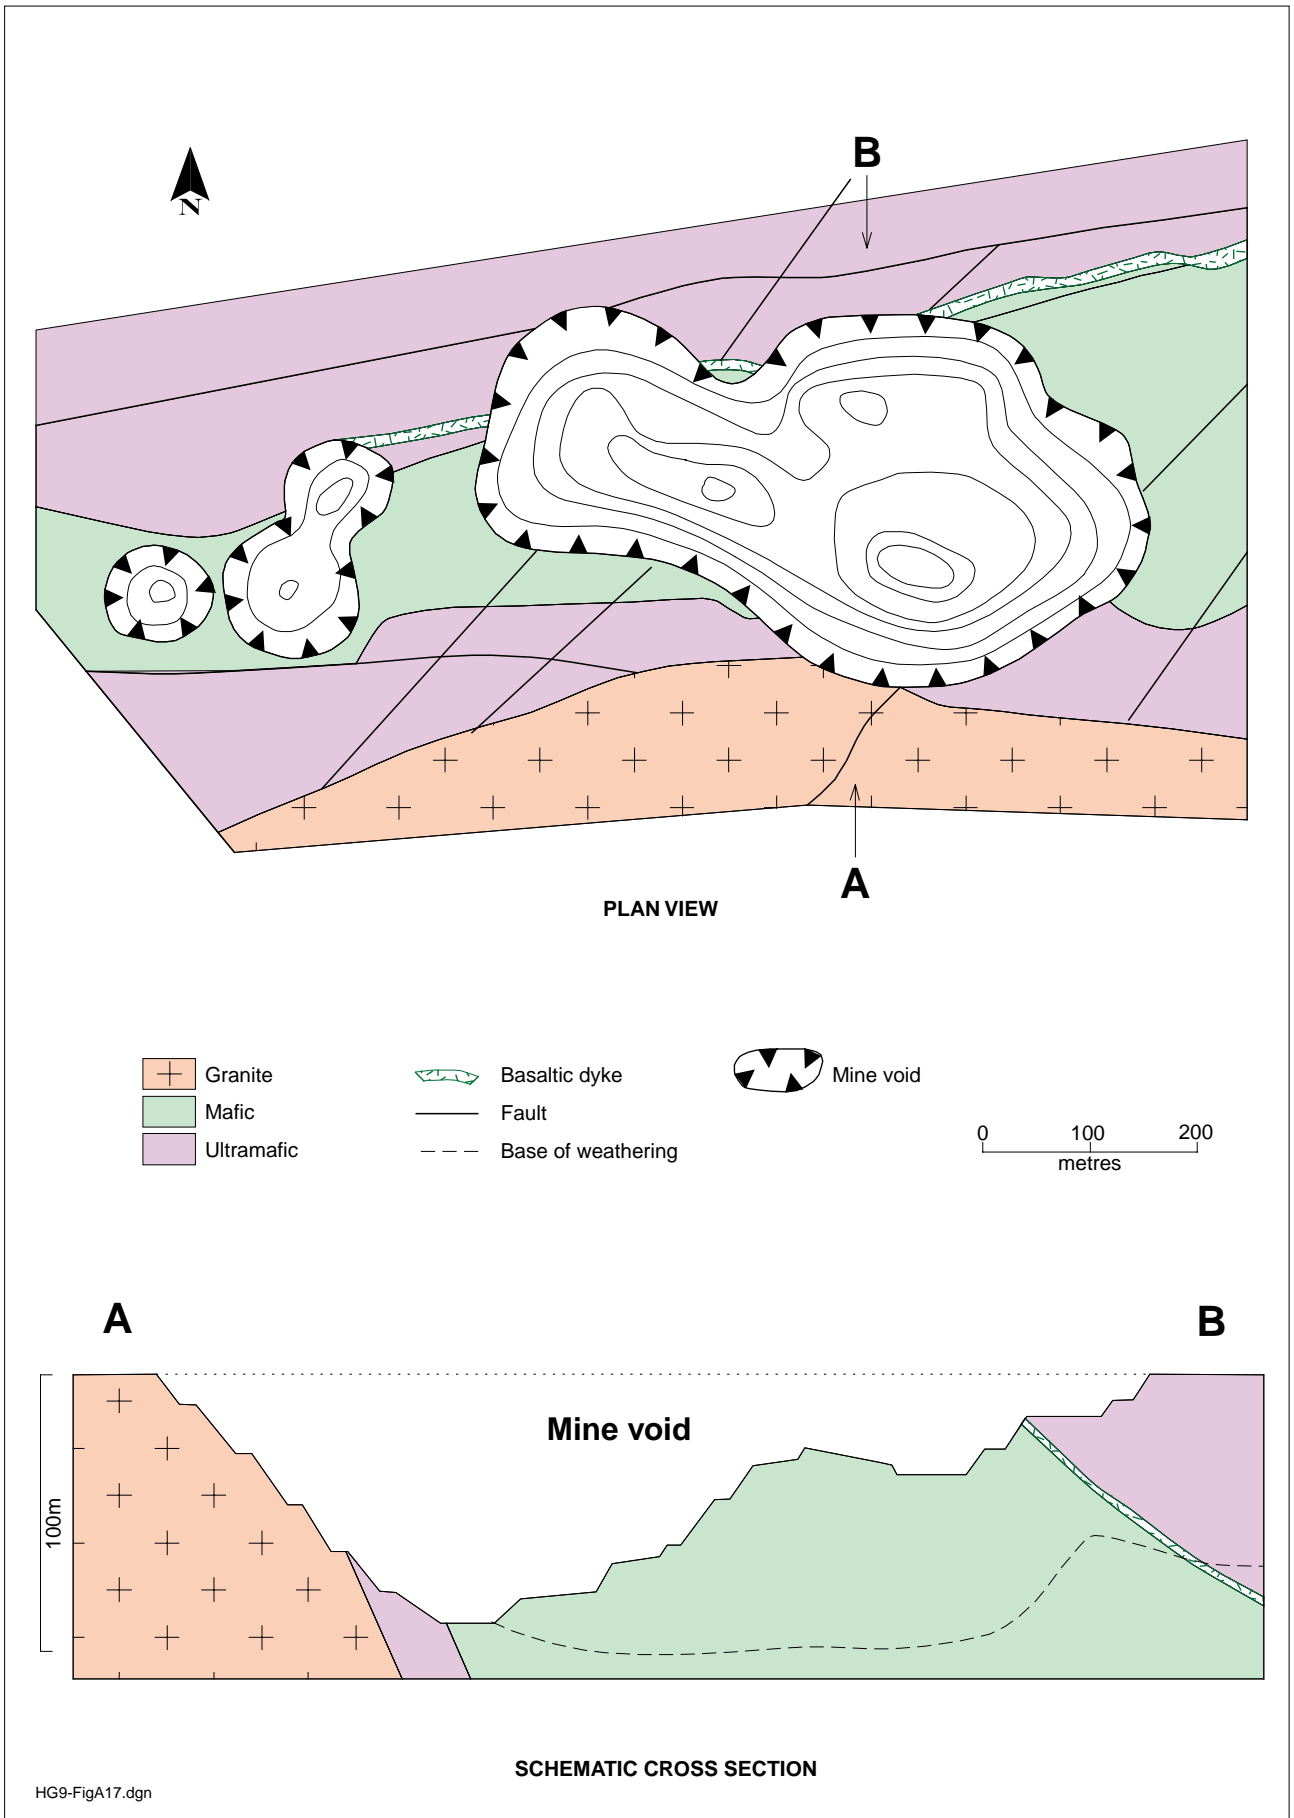 B
N
A
PLAN VIEW
Granite
Mafic
Ultramafic
Basaltic dyke
Fault
Base of weathering
Mine void
0 100 200
metres
A
B
Mine void
100m
SCHEMATIC CROSS SECTION
HG9-FigA17.dgn